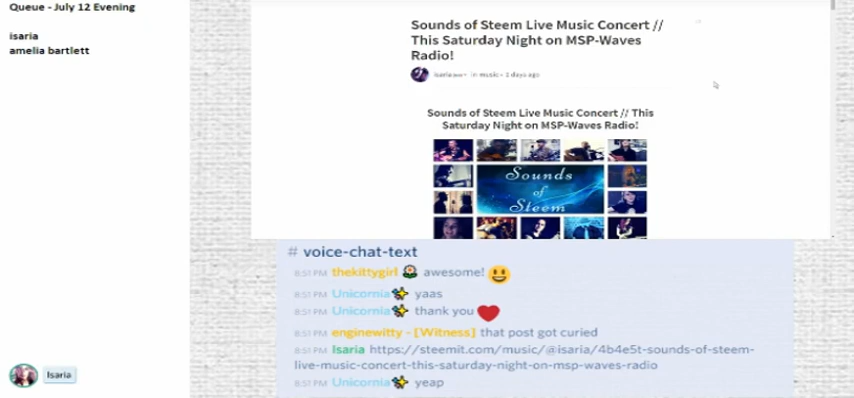 Queue - July 12 Evening
isaria
amelia bartlett
Isaria
Sounds of Steem Live Music Concert //
This Saturday Night on MSP-Waves
Radio!
in music • 2 days ago
Sounds of Steem Live Music Concert // This
Saturday Night on MSP-Waves Radio!
Sounds
of
Steem
# voice-chat-text
8:51 PM thekittygirl awesome!
8:51 PM Unicornia yaas
8:51 PM Unicornia thank you
8:51 PM enginewitty - [Witness] that post got curied
8:51 PM Isaria https://steemit.com/music/@isaria/4b4e5t-sounds-of-steem-
live-music-concert-this-saturday-night-on-msp-waves-radio
8:51 PM Unicornia yeap